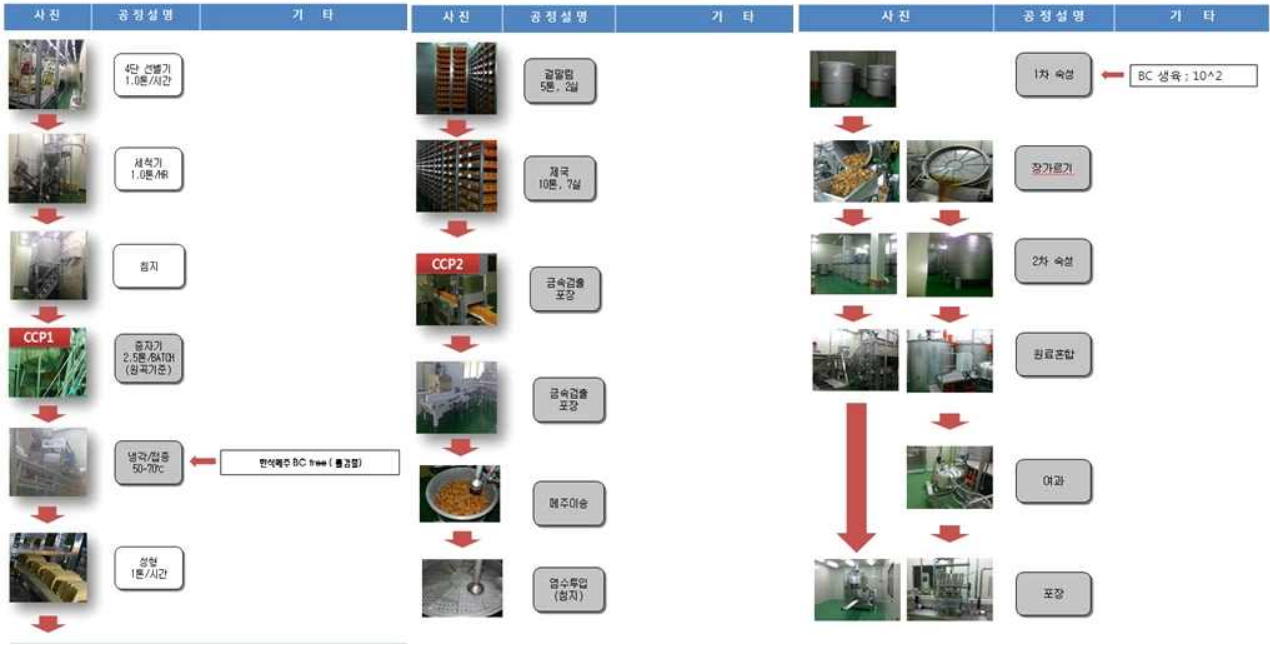 사 진 공정설명 기 타
4단 선별기
1.0톤/시간
세척기
1.0톤/HR
침지
CCP1
증자기
2.5톤/BATCH
(원곡기준)
냉각/접종
50-70℃
한식메주 BC free ( 불검출)
성형
1톤/시간
사 진 공정설명 기 타
겉말림
5톤, 2실
제국
10톤, 7실
CCP2
금속검출
포장
금속검출
포장
메주이송
염수투입
(침지)
사진 공정설명 기 타
1차 숙성
BC 생육 ; 10^2
장가르기
2차 숙성
원료혼합
여과
포장